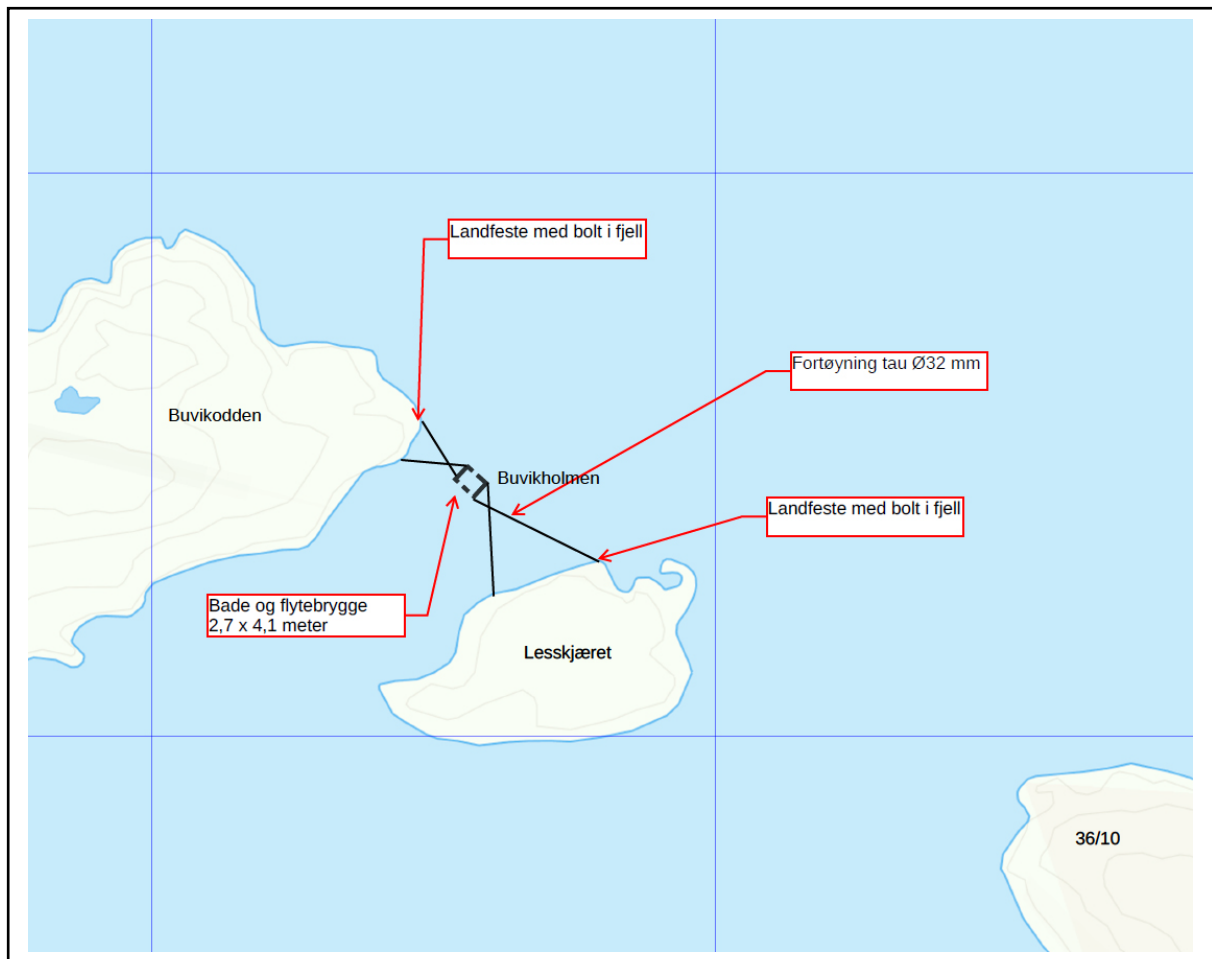 Landfeste med bolt i fjell
Fortøyning tau Ø32 mm
Buvikodden
Buvikholmen
Landfeste med bolt i fjell
Bade og flytebrygge
2,7 x 4,1 meter
Lesskjæret
36/10